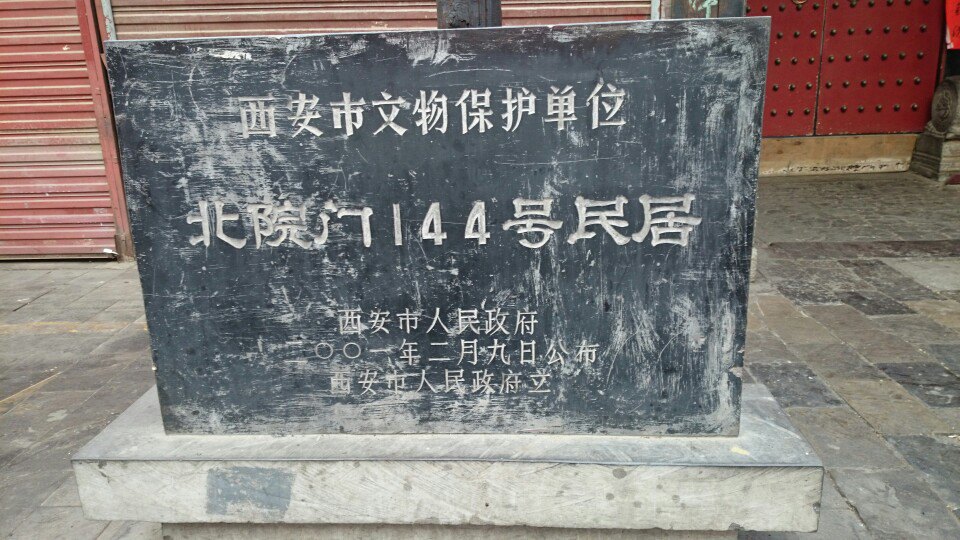 西安市文物保护单位
北院门144号民居
西安市人民政府
〇〇一年二月九日公布
西安市人民政府立